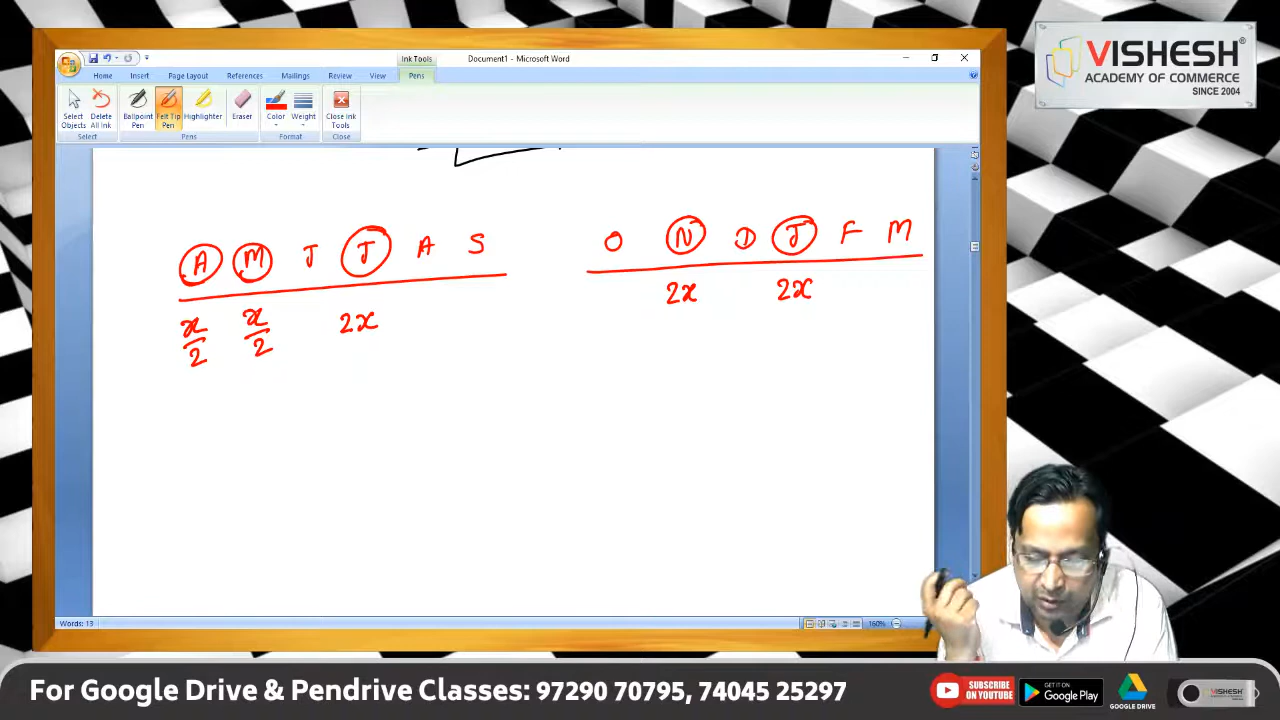 Ink Tools
Document1 - Microsoft Word
Home Insert Page Layout References Mailings Review View Pens
Select Objects Delete All Ink Ballpoint Pen Felt Tip Pen Highlighter Eraser Color Weight Close Ink Tools
Select Pens Format Close
VISHESH®
ACADEMY OF COMMERCE
SINCE 2004
A M J J A S O N D J F M
x/2 x/2 2x 2x 2x
Words: 13
160%
For Google Drive & Pendrive Classes: 97290 70795, 74045 25297
SUBSCRIBE ON YOUTUBE
GET IT ON Google Play
GOOGLE DRIVE
VISHESH